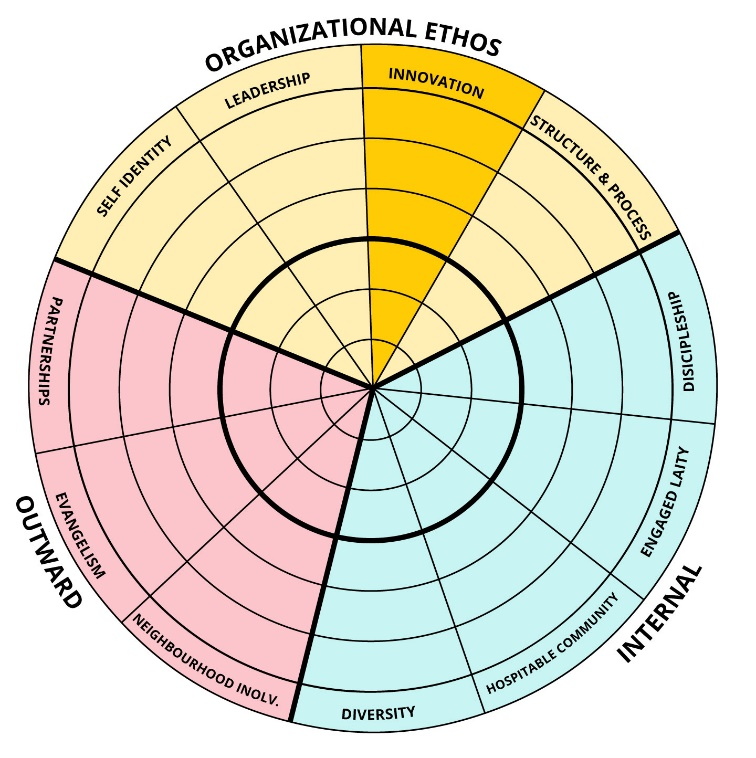 ORGANIZATIONAL ETHOS
SELF IDENTITY
LEADERSHIP
INNOVATION
STRUCTURE & PROCESS
DISICIPLESHIP
ENGAGED LAITY
HOSPITABLE COMMUNITY
INTERNAL
DIVERSITY
NEIGHBOURHOOD INOLV.
EVANGELISM
OUTWARD
PARTNERSHIPS